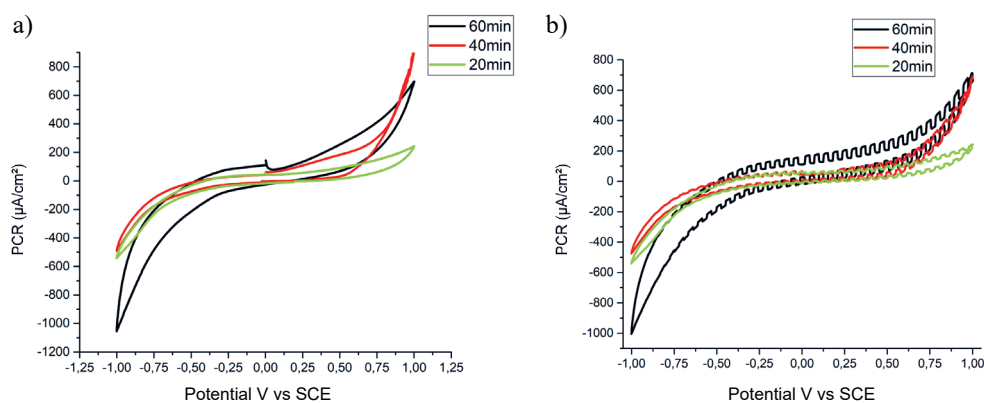 a)
60min
40min
20min
800
600
400
200
0
-200
-400
-600
-800
-1000
-1200
PCR (µA/cm²)
-1,25 -1,00 -0,75 -0,50 -0,25 0,00 0,25 0,50 0,75 1,00 1,25
Potential V vs SCE
b)
60min
40min
20min
800
600
400
200
0
-200
-400
-600
-800
-1000
PCR (µA/cm²)
-1,00 -0,75 -0,50 -0,25 0,00 0,25 0,50 0,75 1,00
Potential V vs SCE